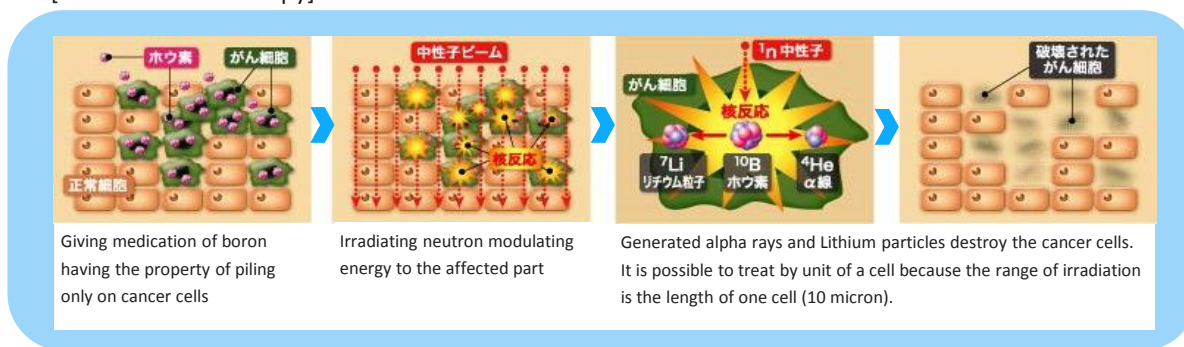 py]
ホウ素
がん細胞
正常細胞
中性子ビーム
核反応
¹n 中性子
がん細胞
核反応
⁷Li
リチウム粒子
¹⁰B
ホウ素
⁴He
α線
破壊された
がん細胞
Giving medication of boron
having the property of piling
only on cancer cells
Irradiating neutron modulating
energy to the affected part
Generated alpha rays and Lithium particles destroy the cancer cells.
It is possible to treat by unit of a cell because the range of irradiation
is the length of one cell (10 micron).